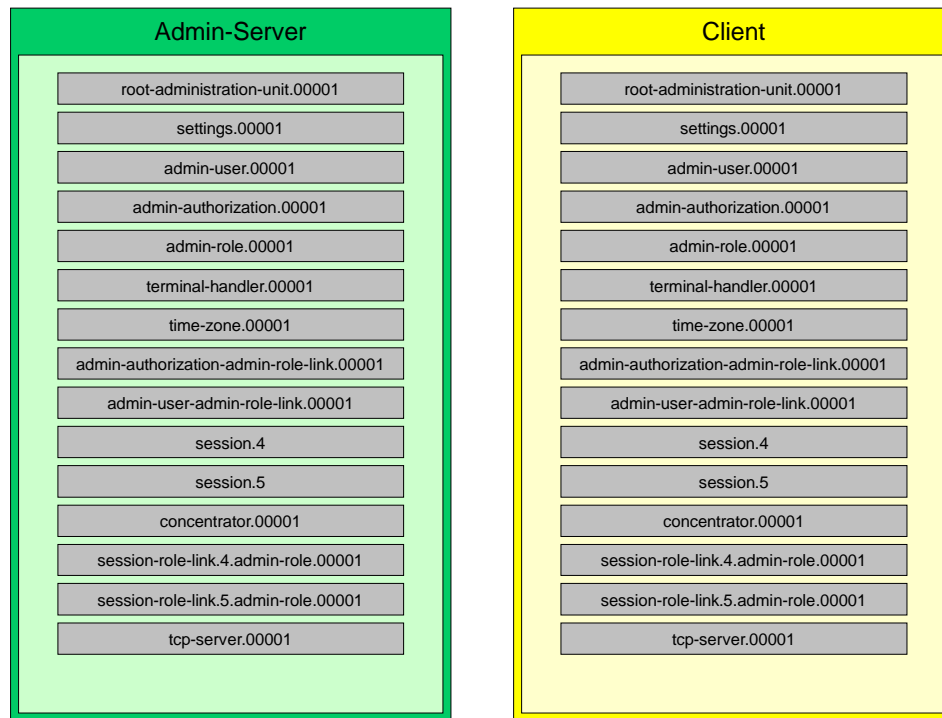 Admin-Server
root-administration-unit.00001
settings.00001
admin-user.00001
admin-authorization.00001
admin-role.00001
terminal-handler.00001
time-zone.00001
admin-authorization-admin-role-link.00001
admin-user-admin-role-link.00001
session.4
session.5
concentrator.00001
session-role-link.4.admin-role.00001
session-role-link.5.admin-role.00001
tcp-server.00001
Client
root-administration-unit.00001
settings.00001
admin-user.00001
admin-authorization.00001
admin-role.00001
terminal-handler.00001
time-zone.00001
admin-authorization-admin-role-link.00001
admin-user-admin-role-link.00001
session.4
session.5
concentrator.00001
session-role-link.4.admin-role.00001
session-role-link.5.admin-role.00001
tcp-server.00001